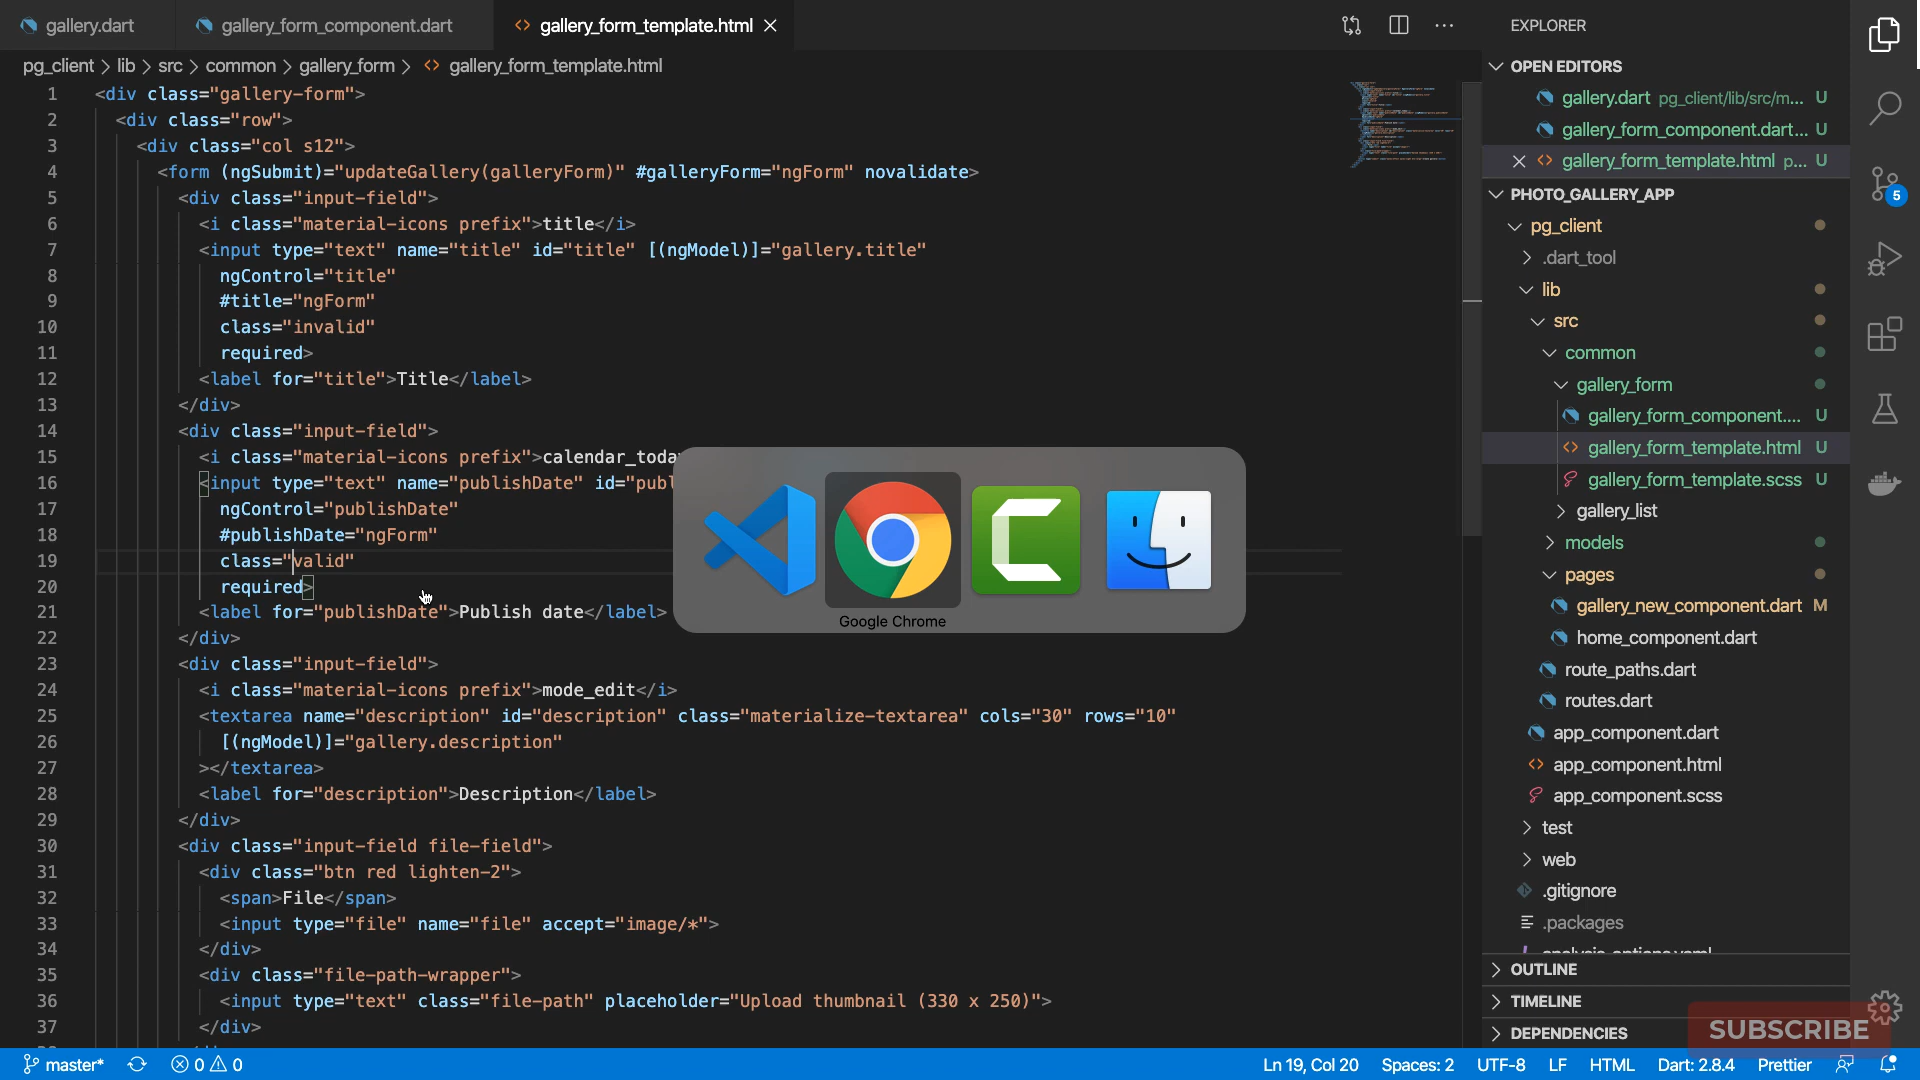 gallery.dart
gallery_form_component.dart
gallery_form_template.html
EXPLORER
pg_client > lib > src > common > gallery_form > gallery_form_template.html
1 <div class="gallery-form">
2 <div class="row">
3 <div class="col s12">
4 <form (ngSubmit)="updateGallery(galleryForm)" #galleryForm="ngForm" novalidate>
5 <div class="input-field">
6 <i class="material-icons prefix">title</i>
7 <input type="text" name="title" id="title" [(ngModel)]="gallery.title"
8 ngControl="title"
9 #title="ngForm"
10 class="invalid"
11 required>
12 <label for="title">Title</label>
13 </div>
14 <div class="input-field">
15 <i class="material-icons prefix">calendar_toda
16 <input type="text" name="publishDate" id="publ
17 ngControl="publishDate"
18 #publishDate="ngForm"
19 class="valid"
20 required>
21 <label for="publishDate">Publish date</label>
22 </div>
23 <div class="input-field">
24 <i class="material-icons prefix">mode_edit</i>
25 <textarea name="description" id="description" class="materialize-textarea" cols="30" rows="10"
26 [(ngModel)]="gallery.description"
27 ></textarea>
28 <label for="description">Description</label>
29 </div>
30 <div class="input-field file-field">
31 <div class="btn red lighten-2">
32 <span>File</span>
33 <input type="file" name="file" accept="image/*">
34 </div>
35 <div class="file-path-wrapper">
36 <input type="text" class="file-path" placeholder="Upload thumbnail (330 x 250)">
37 </div>
Google Chrome
OPEN EDITORS
gallery.dart pg_client/lib/src/m... U
gallery_form_component.dart... U
gallery_form_template.html p... U
PHOTO_GALLERY_APP
pg_client
.dart_tool
lib
src
common
gallery_form
gallery_form_component.... U
gallery_form_template.html U
gallery_form_template.scss U
gallery_list
models
pages
gallery_new_component.dart M
home_component.dart
route_paths.dart
routes.dart
app_component.dart
app_component.html
app_component.scss
test
web
.gitignore
.packages
OUTLINE
TIMELINE
DEPENDENCIES
5
SUBSCRIBE
master* 0 0 Ln 19, Col 20 Spaces: 2 UTF-8 LF HTML Dart: 2.8.4 Prettier